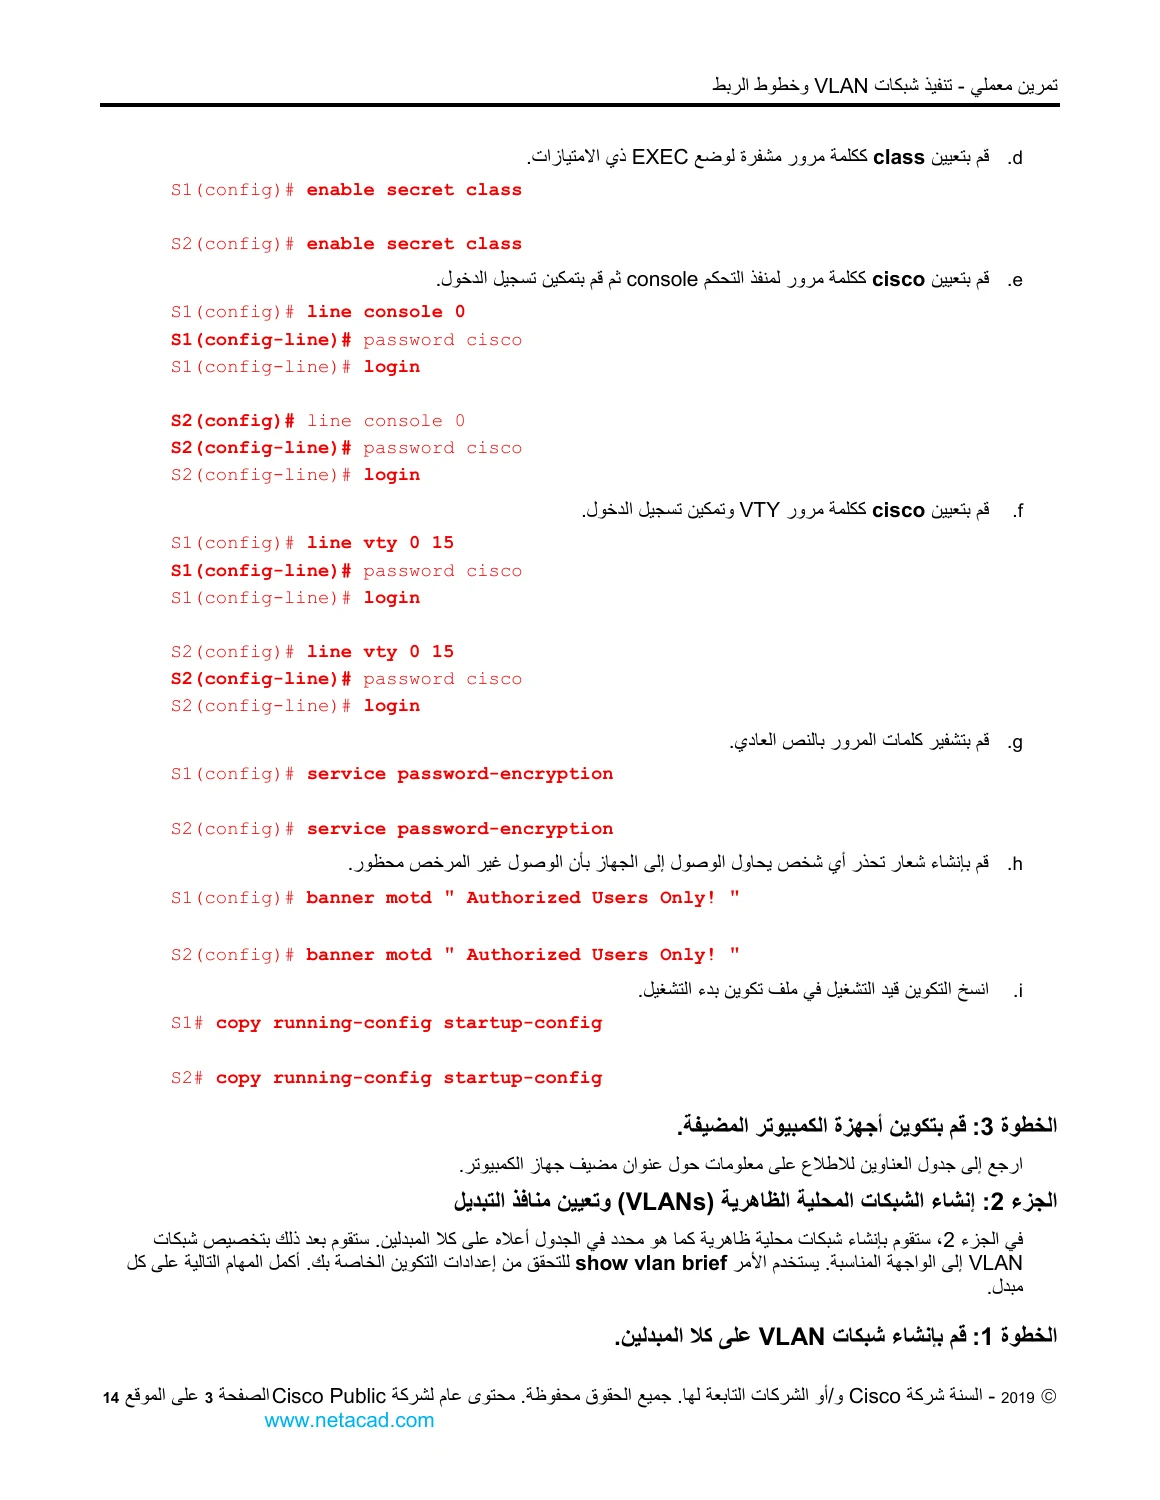 تمرين معملي - تنفيذ شبكات VLAN وخطوط الربط
d. قم بتعيين class ككلمة مرور مشفرة لوضع EXEC ذي الامتيازات.
S1(config)# enable secret class
S2(config)# enable secret class
e. قم بتعيين cisco ككلمة مرور لمنفذ التحكم console ثم قم بتمكين تسجيل الدخول.
S1(config)# line console 0
S1(config-line)# password cisco
S1(config-line)# login
S2(config)# line console 0
S2(config-line)# password cisco
S2(config-line)# login
f. قم بتعيين cisco ككلمة مرور VTY وتمكين تسجيل الدخول.
S1(config)# line vty 0 15
S1(config-line)# password cisco
S1(config-line)# login
S2(config)# line vty 0 15
S2(config-line)# password cisco
S2(config-line)# login
g. قم بتشفير كلمات المرور بالنص العادي.
S1(config)# service password-encryption
S2(config)# service password-encryption
h. قم بإنشاء شعار تحذر أي شخص يحاول الوصول إلى الجهاز بأن الوصول غير المرخص محظور.
S1(config)# banner motd " Authorized Users Only! "
S2(config)# banner motd " Authorized Users Only! "
i. انسخ التكوين قيد التشغيل في ملف تكوين بدء التشغيل.
S1# copy running-config startup-config
S2# copy running-config startup-config
الخطوة 3: قم بتكوين أجهزة الكمبيوتر المضيفة.
ارجع إلى جدول العناوين للاطلاع على معلومات حول عنوان مضيف جهاز الكمبيوتر.
الجزء 2: إنشاء الشبكات المحلية الظاهرية (VLANs) وتعيين منافذ التبديل
في الجزء 2، ستقوم بإنشاء شبكات محلية ظاهرية كما هو محدد في الجدول أعلاه على كلا المبدلين. ستقوم بعد ذلك بتخصيص شبكات
VLAN إلى الواجهة المناسبة. يستخدم الأمر show vlan brief للتحقق من إعدادات التكوين الخاصة بك. أكمل المهام التالية على كل
مبدل.
الخطوة 1: قم بإنشاء شبكات VLAN على كلا المبدلين.
© 2019 - السنة شركة Cisco و/أو الشركات التابعة لها. جميع الحقوق محفوظة. محتوى عام لشركة Cisco Public الصفحة 3 على الموقع 14
www.netacad.com